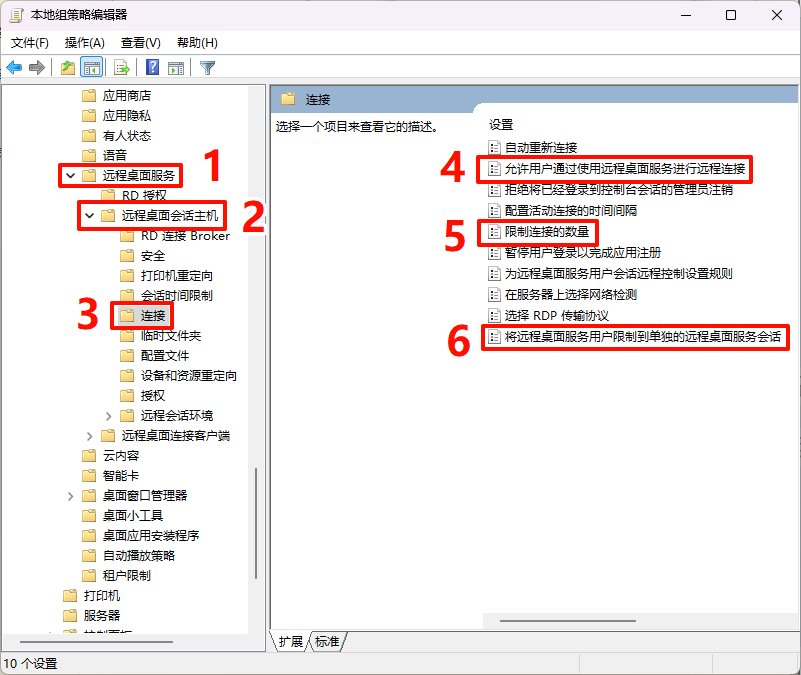 本地组策略编辑器
文件(F) 操作(A) 查看(V) 帮助(H)
应用商店
应用隐私
有人状态
语音
远程桌面服务
1
RD 授权
远程桌面会话主机
2
RD 连接 Broker
安全
打印机重定向
会话时间限制
3
连接
临时文件夹
配置文件
设备和资源重定向
授权
远程会话环境
远程桌面连接客户端
云内容
智能卡
桌面窗口管理器
桌面小工具
桌面应用安装程序
自动播放策略
租户限制
打印机
服务器
连接
选择一个项目来查看它的描述。
设置
自动重新连接
4
允许用户通过使用远程桌面服务进行远程连接
拒绝将已经登录到控制台会话的管理员注销
配置活动连接的时间间隔
5
限制连接的数量
暂停用户登录以完成应用注册
为远程桌面服务用户会话远程控制设置规则
在服务器上选择网络检测
选择 RDP 传输协议
6
将远程桌面服务用户限制到单独的远程桌面服务会话
扩展 标准
10 个设置